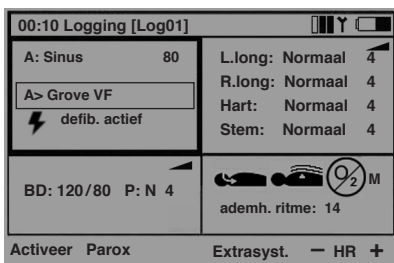 00:10 Logging [Log01]
A: Sinus 80
A> Grove VF
defib. actief
L.long: Normaal 4
R.long: Normaal 4
Hart: Normaal 4
Stem: Normaal 4
BD: 120/80 P: N 4
O2 M
ademh. ritme: 14
Activeer Parox Extrasyst. − HR +